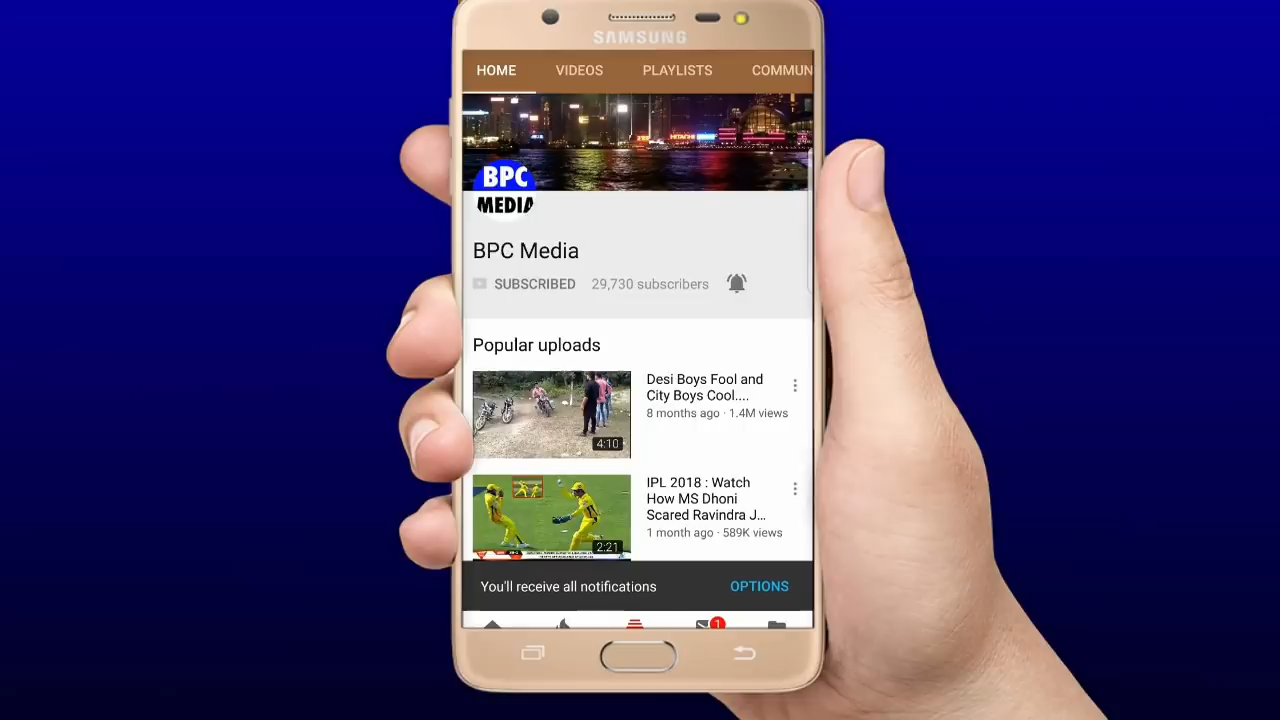 SAMSUNG
HOME VIDEOS PLAYLISTS COMMUN
HITACHI
BPC
MEDIA
BPC Media
SUBSCRIBED 29,730 subscribers
Popular uploads
Desi Boys Fool and
City Boys Cool....
8 months ago · 1.4M views
4:10
IPL 2018 : Watch
How MS Dhoni
Scared Ravindra J...
1 month ago · 589K views
2:21
You'll receive all notifications OPTIONS
1